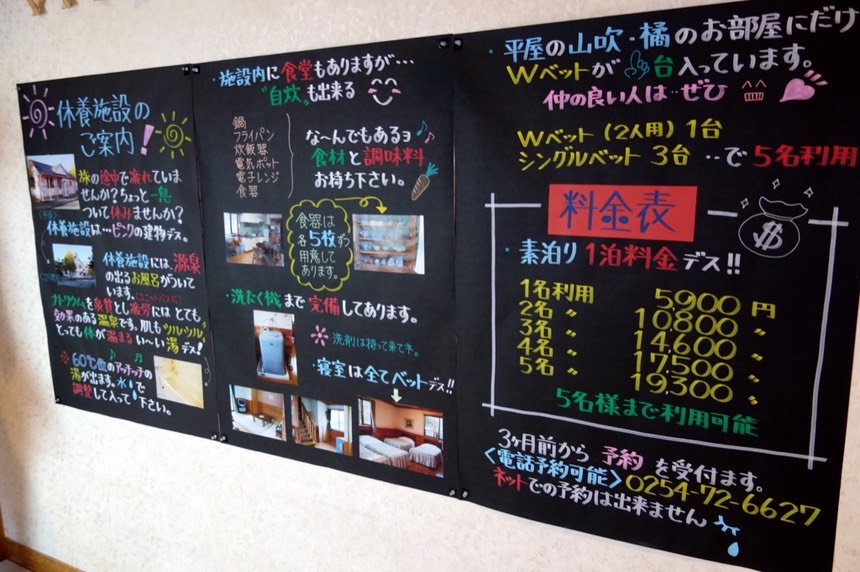 休養施設の
ご案内!
旅の途中で疲れていま
せんか?ちょっと一息
ついて休みませんか?
休養施設は…ピンクの建物デス。
休養施設には、源泉
の出るお風呂がついて
います。
ナトリウムを泉質とし疲労にはとても
効果のある温泉です。肌もツルツル
とっても体が温まるい〜い湯デス!
60℃位のアッチッチの
湯が出ます。水で
調整して入って下さい。
・施設内に食堂もありますが…
"自炊"も出来る
鍋
フライパン
炊飯器
電気ポット
電子レンジ
食器
な〜んでもあるヨ
食材と調味料
お持ち下さい。
食器は
各5枚ずつ
用意して
あります。
・洗たく機まで完備してあります。
洗剤は持って来てネ。
・寝室は全てベットデス!!
・平屋の山吹・橘のお部屋にだけ
Wベットが台入っています。
仲の良い人は…ぜひ
Wベット(2人用)1台
シングルベット 3台 ‥で5名利用
料金表
・素泊り 1泊料金デス!!
1名利用 5,900円
2名〃 10,800〃
3名〃 14,600〃
4名〃 17,500〃
5名〃 19,300〃
5名様まで利用可能
3ヶ月前から 予約 を受付ます。
<電話予約可能>0254-72-6627
ネットでの予約は出来ません